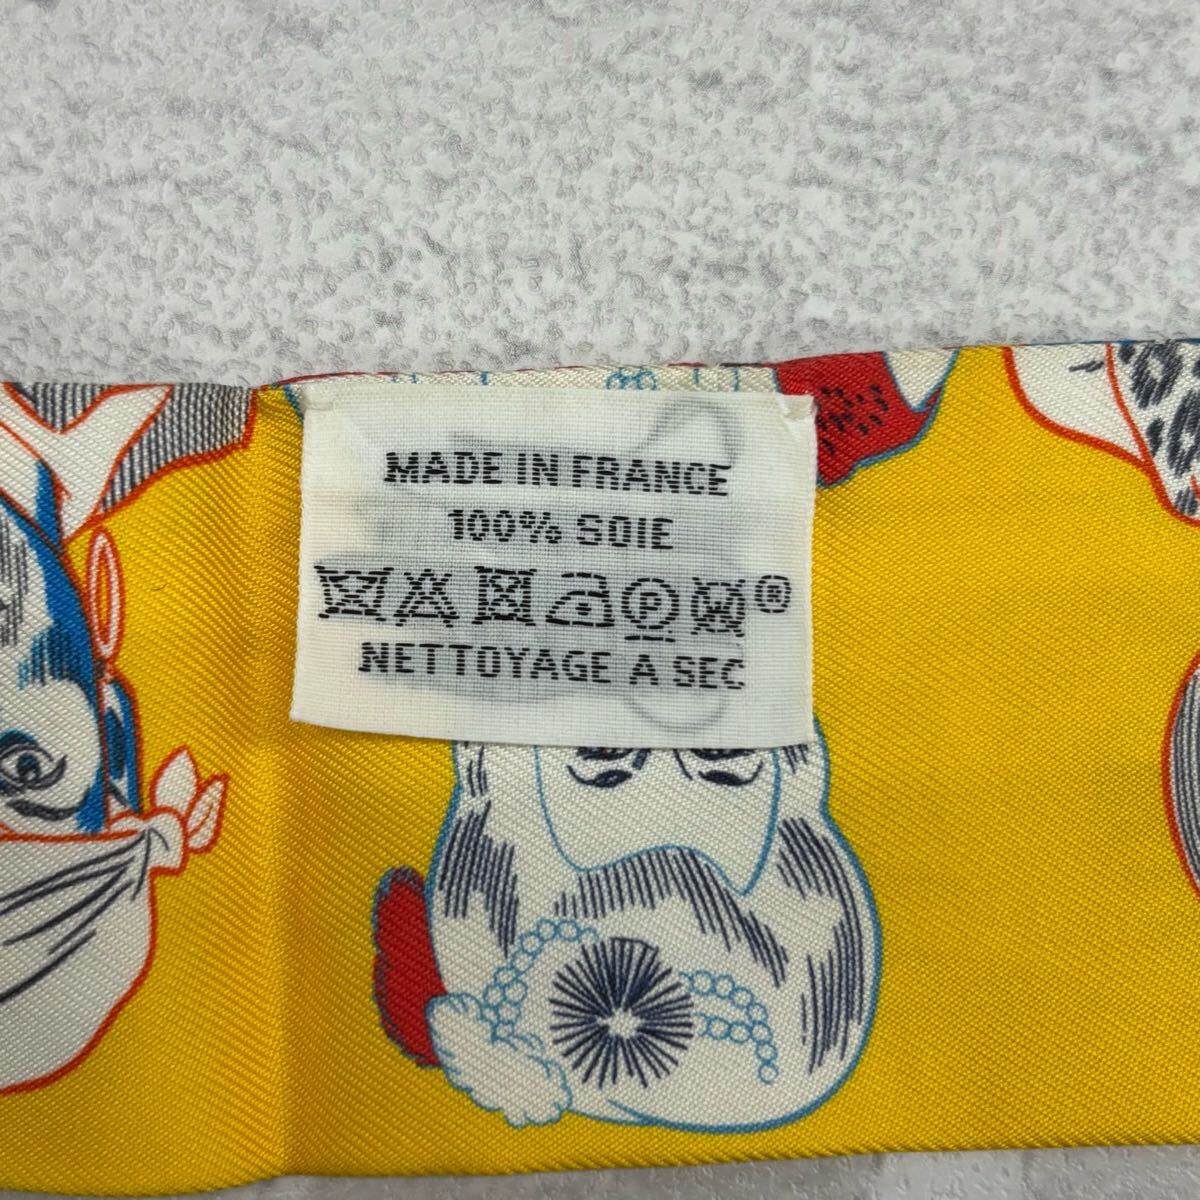 MADE IN FRANCE
100% SOIE
P ®
NETTOYAGE A SEC